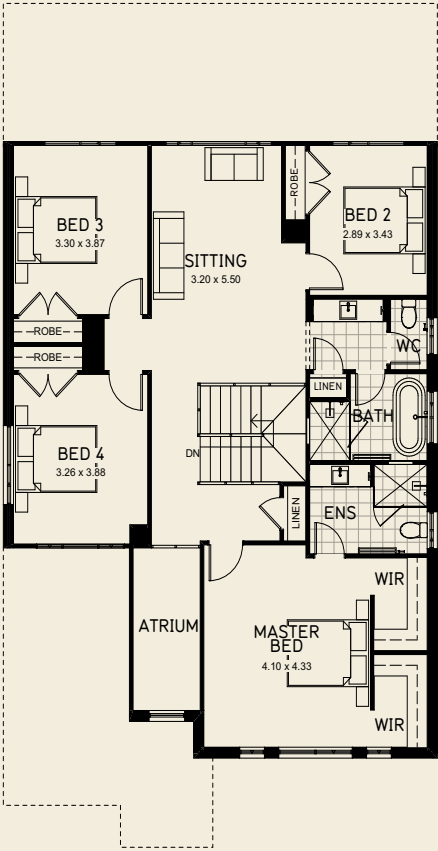 ROBE
BED 3
3.30 x 3.87
BED 2
2.89 x 3.43
SITTING
3.20 x 5.50
ROBE
ROBE
WC
LINEN
BATH
BED 4
3.26 x 3.88
DN
LINEN
ENS
WIR
ATRIUM
MASTER
BED
4.10 x 4.33
WIR